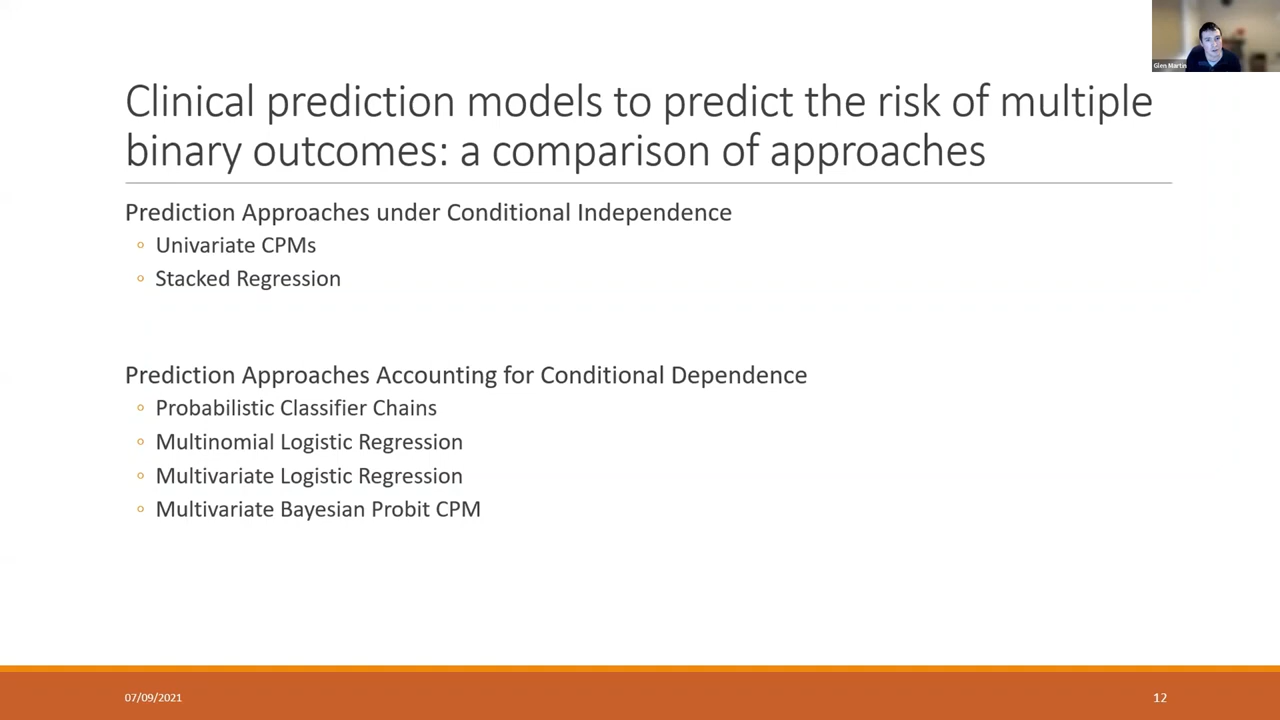 Glen Martin
Clinical prediction models to predict the risk of multiple
binary outcomes: a comparison of approaches
Prediction Approaches under Conditional Independence
Univariate CPMs
Stacked Regression
Prediction Approaches Accounting for Conditional Dependence
Probabilistic Classifier Chains
Multinomial Logistic Regression
Multivariate Logistic Regression
Multivariate Bayesian Probit CPM
07/09/2021
12